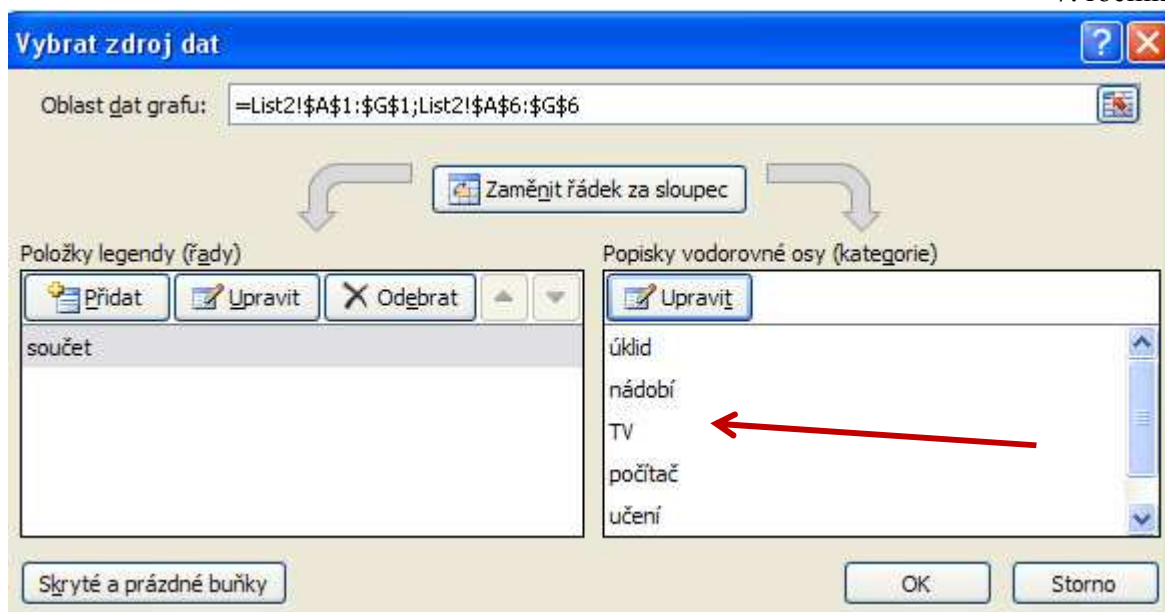 Vybrat zdroj dat
Oblast dat grafu: =List2!$A$1:$G$1;List2!$A$6:$G$6
Zaměnit řádek za sloupec
Položky legendy (řady)
Popisky vodorovné osy (kategorie)
Přidat Upravit Odebrat
Upravit
součet
úklid
nádobí
TV
počítač
učení
Skryté a prázdné buňky
OK Storno